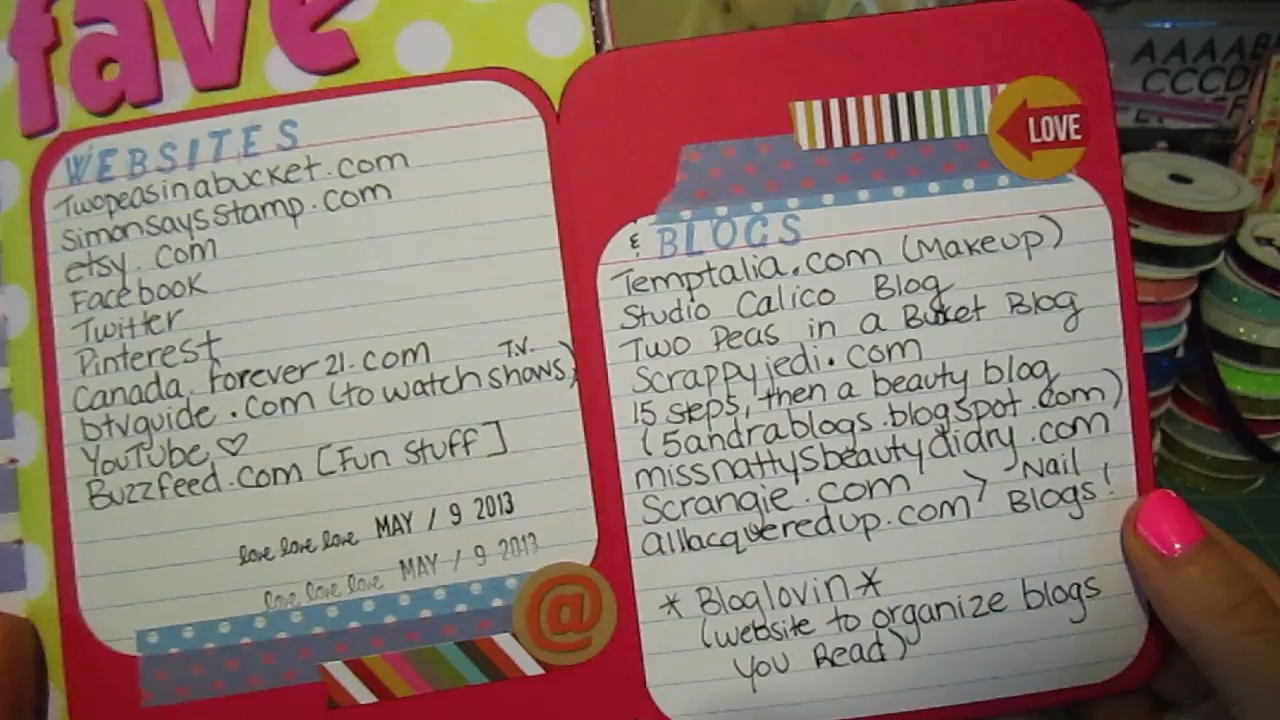 fave
WEBSITES
Twopeasinabucket.com
simonsaysstamp.com
etsy.com
Facebook
Twitter
Pinterest
Canada.forever21.com
btvguide.com (to watch T.V. shows)
YouTube ♡
Buzzfeed.com [Fun Stuff]
love love love MAY / 9 2013
love love love MAY / 9 2013
@
LOVE
& BLOGS
Temptalia.com (Makeup)
Studio Calico Blog
Two Peas in a Bucket Blog
Scrappyjedi.com
15 steps, then a beauty blog
(5andrablogs.blogspot.com)
missnattysbeautydiary.com
Scrangie.com
allacqueredup.com > Nail Blogs!
* Bloglovin *
(website to organize blogs
You Read)
AAAAB
CCCD